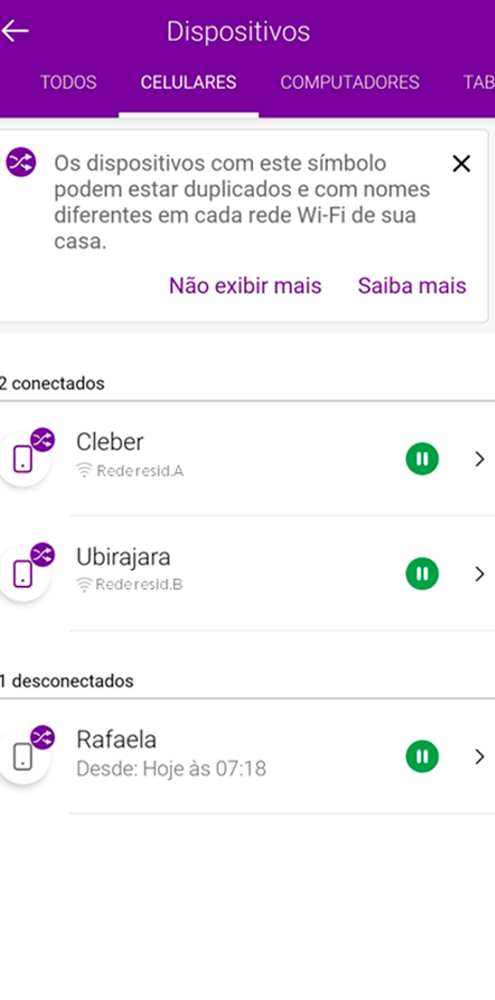 Dispositivos
TODOS CELULARES COMPUTADORES TAB
Os dispositivos com este símbolo
podem estar duplicados e com nomes
diferentes em cada rede Wi-Fi de sua
casa.
Não exibir mais Saiba mais
2 conectados
Cleber
Rede resid.A
Ubirajara
Rede resid.B
1 desconectados
Rafaela
Desde: Hoje às 07:18